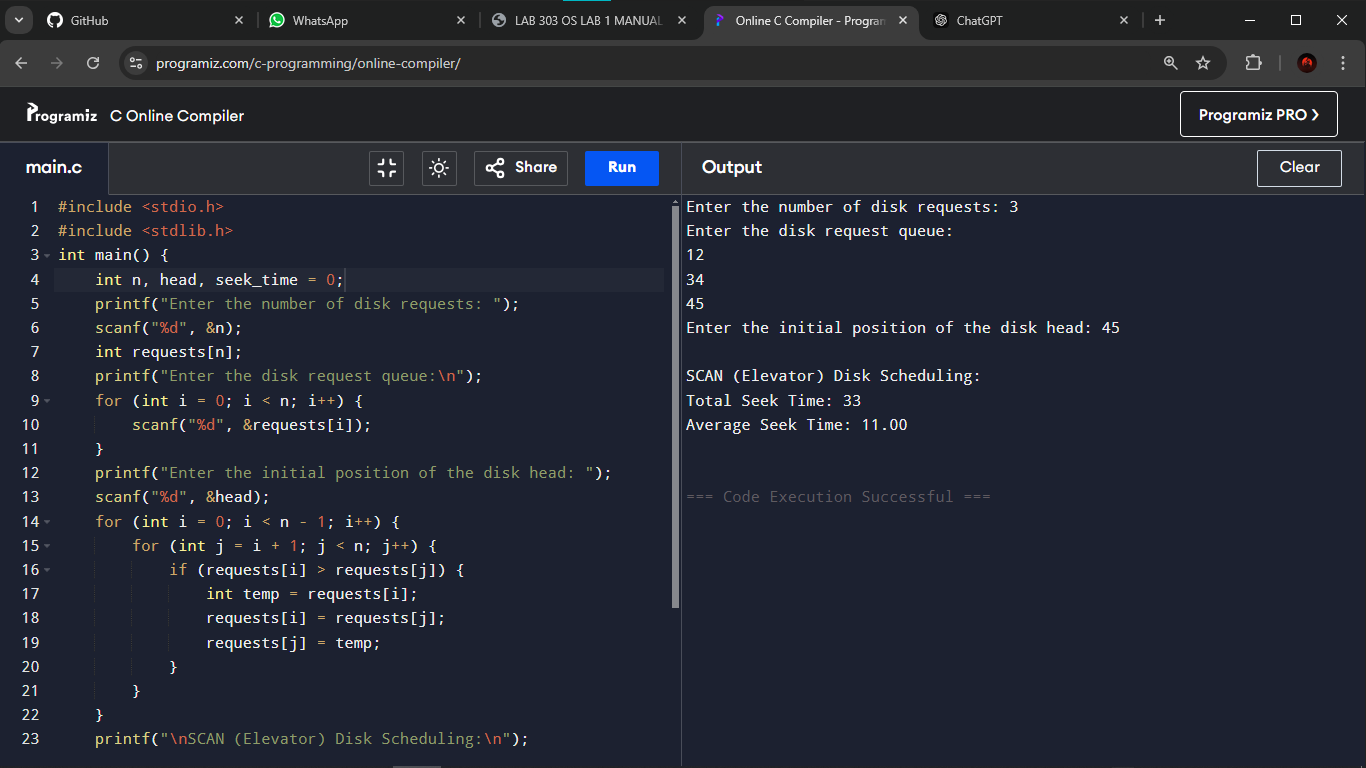 GitHub
WhatsApp
LAB 303 OS LAB 1 MANUAL
Online C Compiler - Program
ChatGPT
programiz.com/c-programming/online-compiler/
Programiz C Online Compiler
Programiz PRO ❯
main.c
Share
Run
Output
Clear
1 #include <stdio.h>
2 #include <stdlib.h>
3 int main() {
4     int n, head, seek_time = 0;
5     printf("Enter the number of disk requests: ");
6     scanf("%d", &n);
7     int requests[n];
8     printf("Enter the disk request queue:\n");
9     for (int i = 0; i < n; i++) {
10         scanf("%d", &requests[i]);
11     }
12     printf("Enter the initial position of the disk head: ");
13     scanf("%d", &head);
14     for (int i = 0; i < n - 1; i++) {
15         for (int j = i + 1; j < n; j++) {
16             if (requests[i] > requests[j]) {
17                 int temp = requests[i];
18                 requests[i] = requests[j];
19                 requests[j] = temp;
20             }
21         }
22     }
23     printf("\nSCAN (Elevator) Disk Scheduling:\n");
Enter the number of disk requests: 3
Enter the disk request queue:
12
34
45
Enter the initial position of the disk head: 45
SCAN (Elevator) Disk Scheduling:
Total Seek Time: 33
Average Seek Time: 11.00
=== Code Execution Successful ===